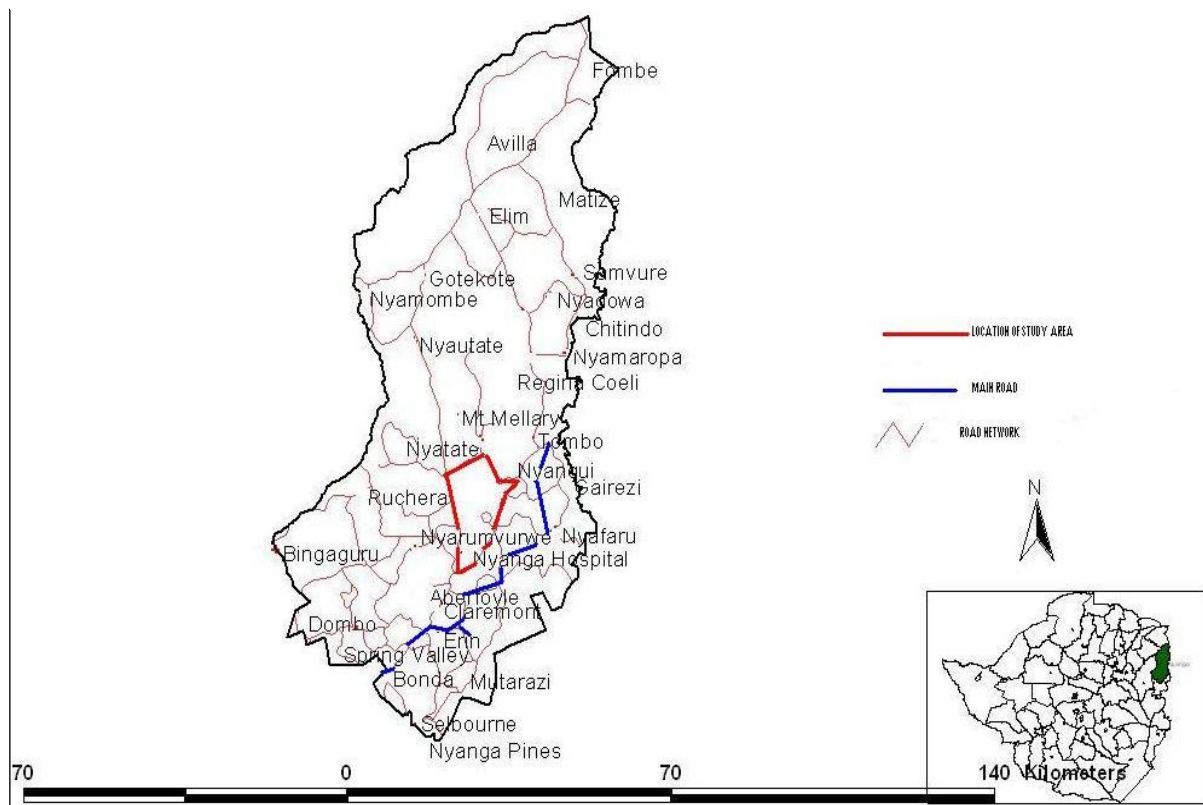 Fombe
Avilla
Matize
Elim
Samvure
Gotekote
Nyamombe
Nyadowa
Chitindo
Nyautate
Nyamaropa
Regina Coeli
Mt Mellary
Tombo
Nyatate
Nyangui
Gairezi
Ruchera
Nyarumvurwe
Nyafaru
Bingaguru
Nyanga Hospital
Aberfoyle
Claremont
Dombo
Erin
Spring Valley
Bonda
Mutarazi
Selbourne
Nyanga Pines
LOCATION OF STUDY AREA
MAIN ROAD
ROAD NETWORK
N
70 0 70 140 Kilometers